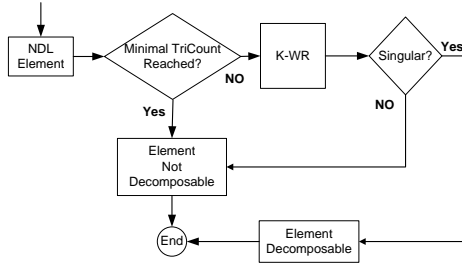 NDL
Element
Minimal TriCount
Reached?
NO
K-WR
Singular?
Yes
Yes
NO
Element
Not
Decomposable
End
Element
Decomposable